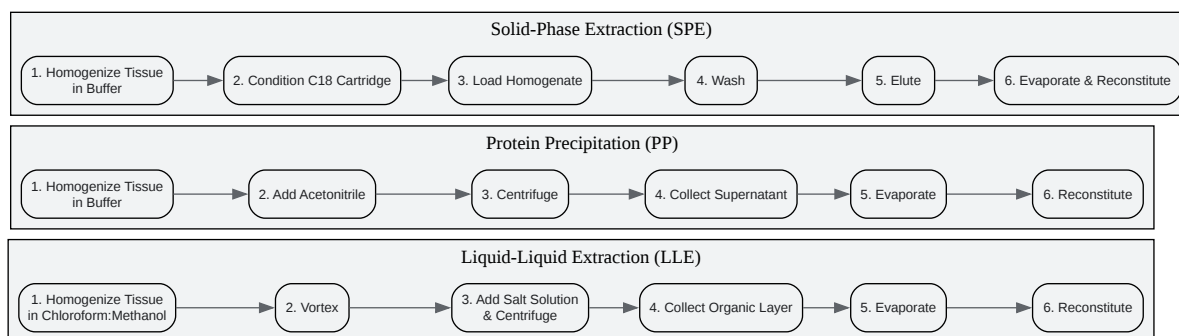 Solid-Phase Extraction (SPE)
1. Homogenize Tissue
in Buffer
2. Condition C18 Cartridge
3. Load Homogenate
4. Wash
5. Elute
6. Evaporate & Reconstitute
Protein Precipitation (PP)
1. Homogenize Tissue
in Buffer
2. Add Acetonitrile
3. Centrifuge
4. Collect Supernatant
5. Evaporate
6. Reconstitute
Liquid-Liquid Extraction (LLE)
1. Homogenize Tissue
in Chloroform:Methanol
2. Vortex
3. Add Salt Solution
& Centrifuge
4. Collect Organic Layer
5. Evaporate
6. Reconstitute